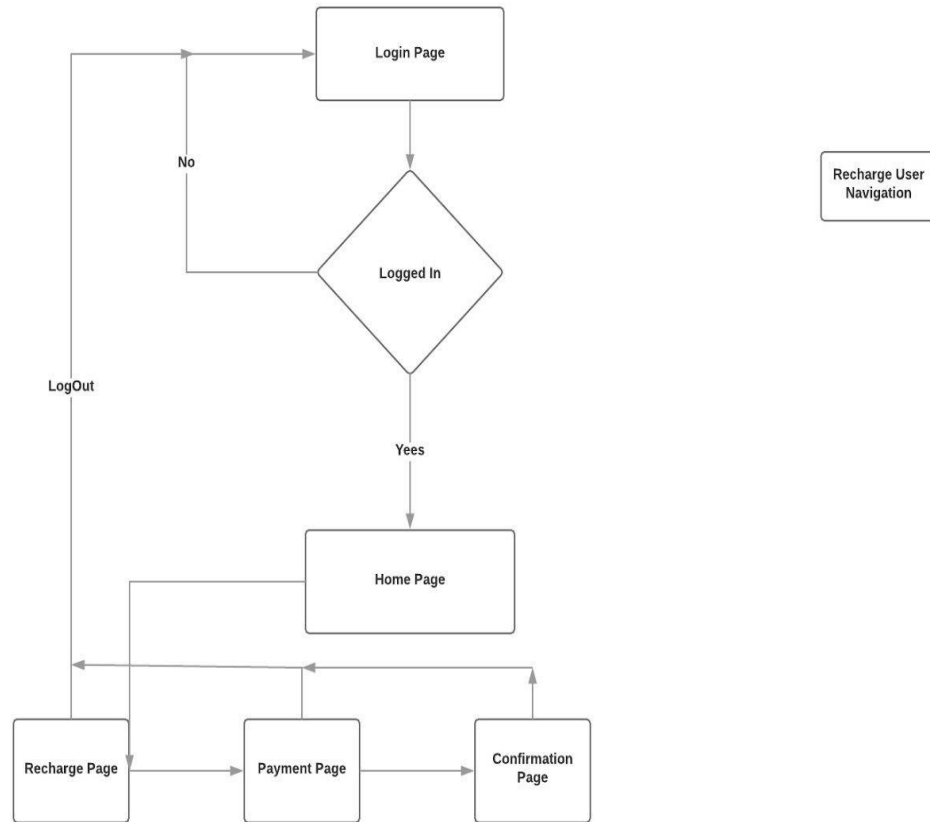 Login Page
No
Recharge User
Navigation
Logged In
LogOut
Yees
Home Page
Recharge Page
Payment Page
Confirmation
Page